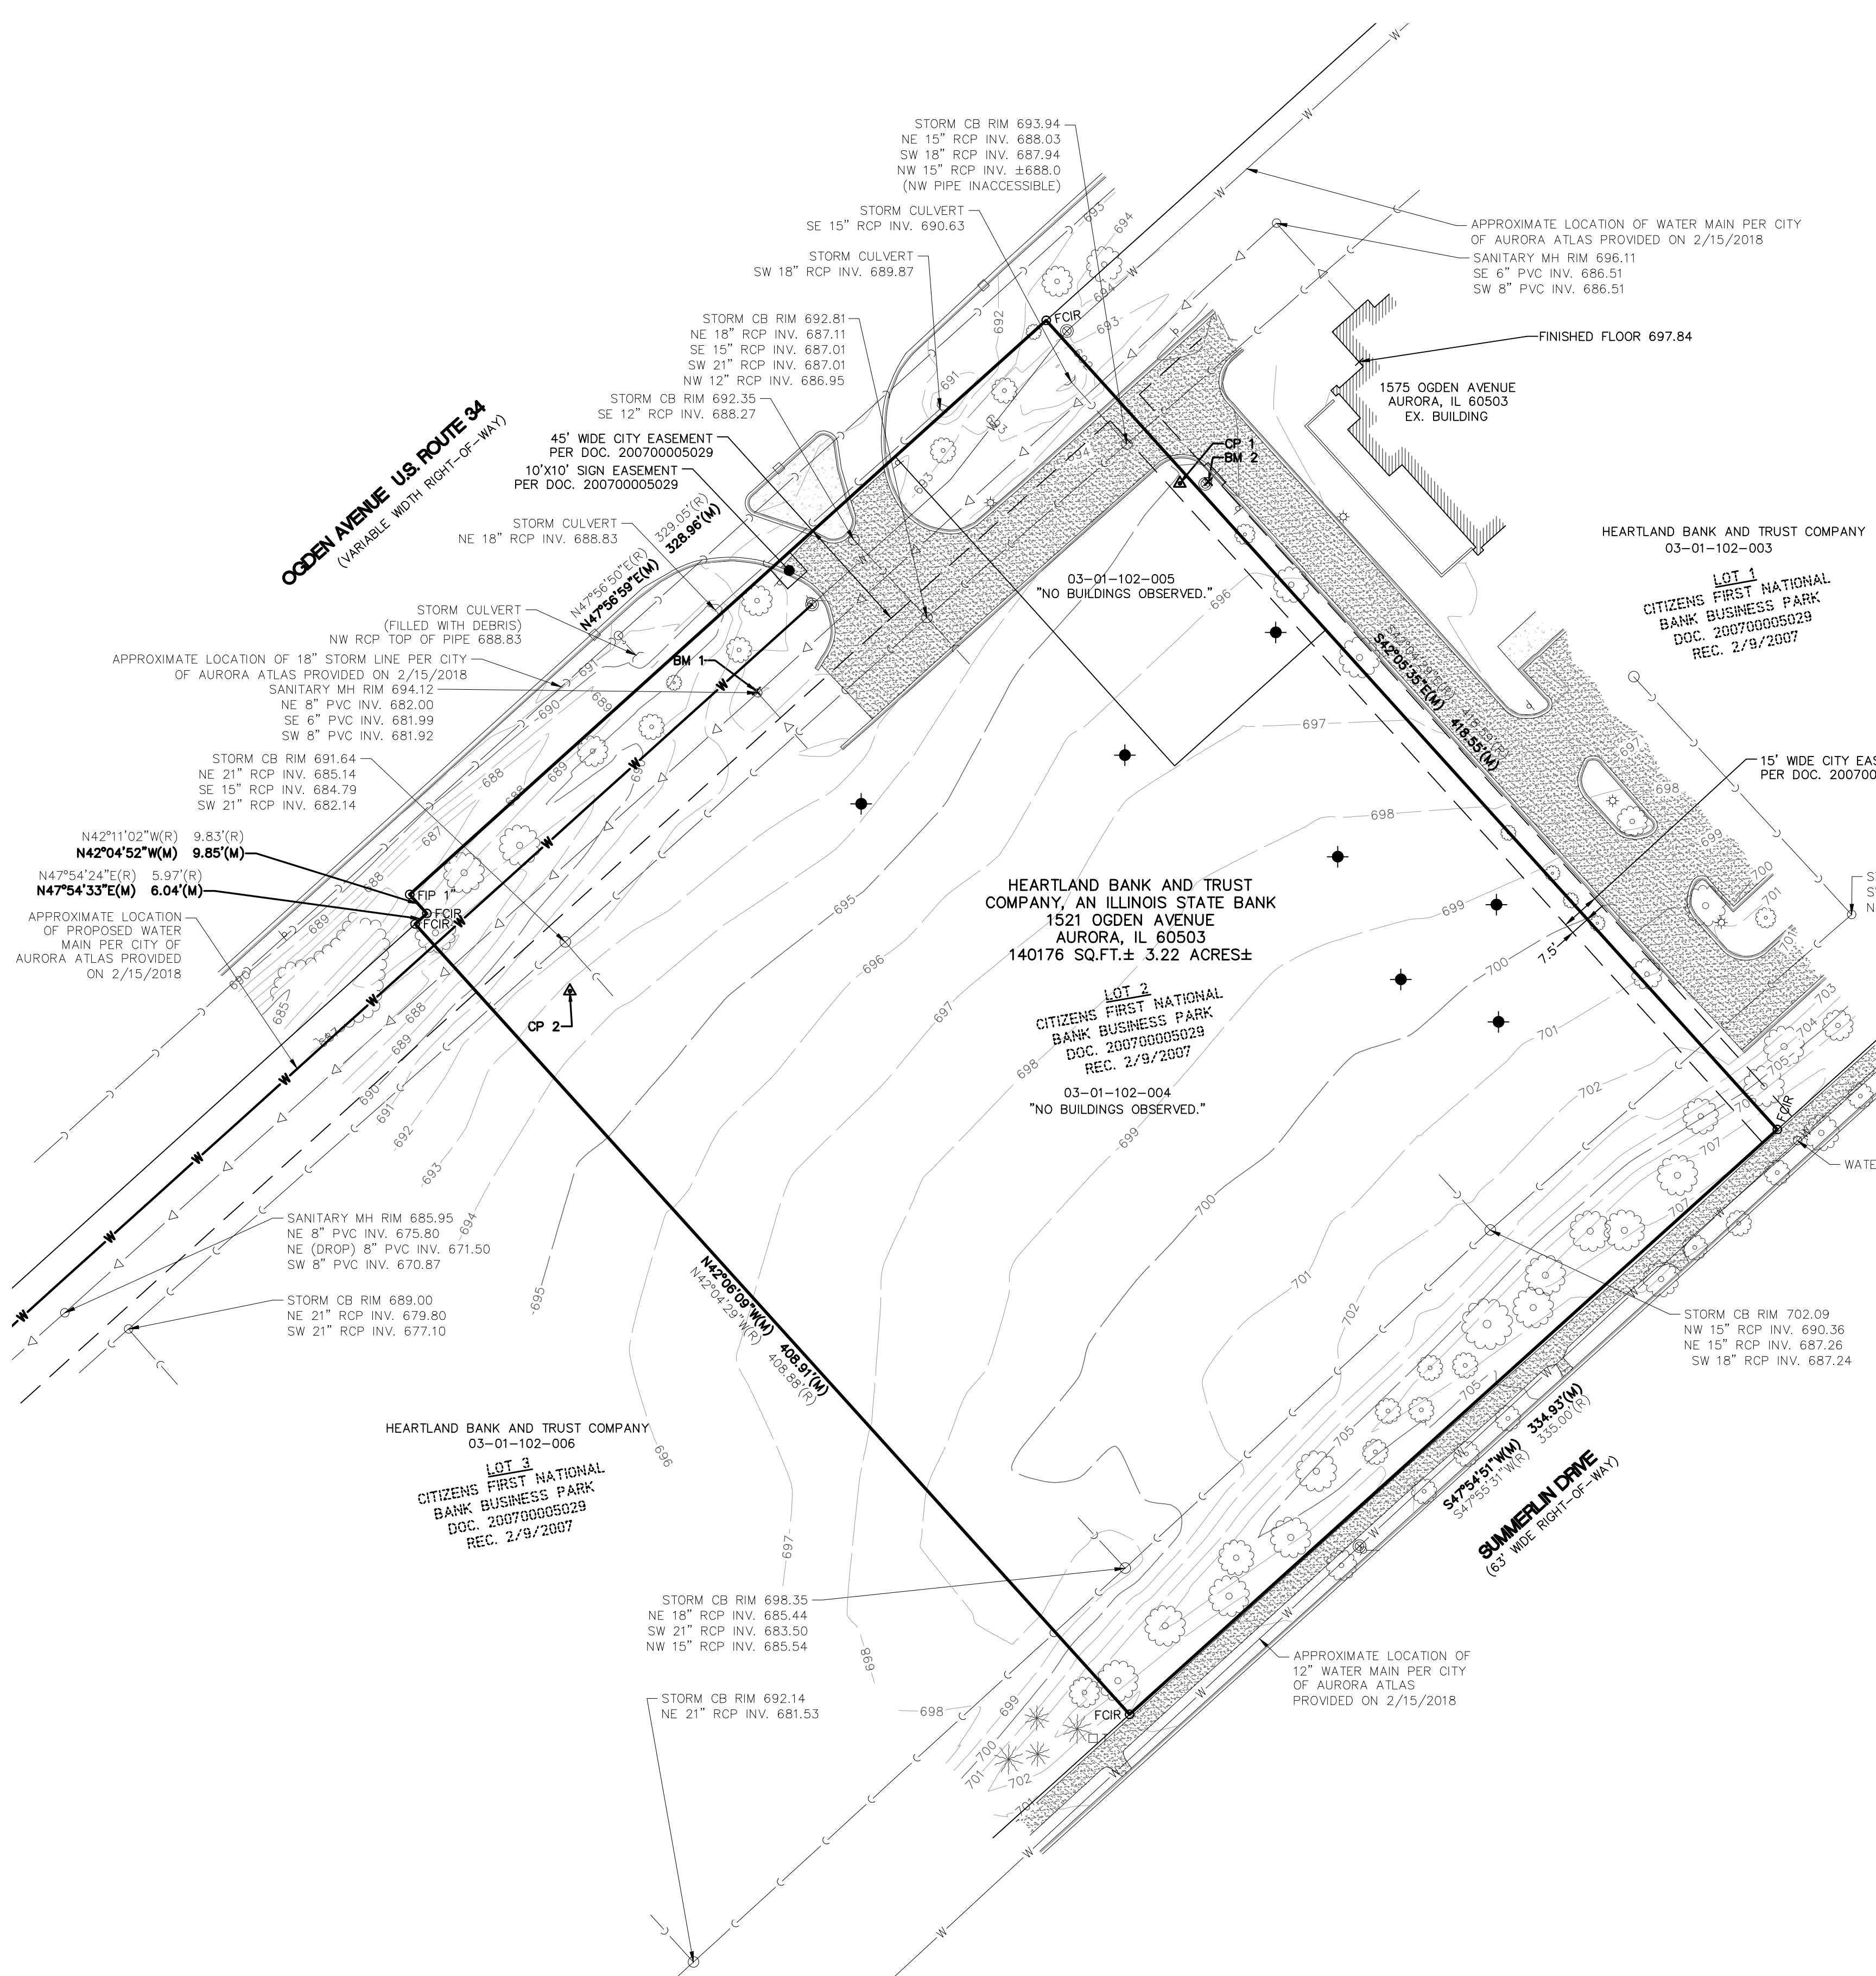 STORM CB RIM 693.94
NE 15" RCP INV. 688.03
SW 18" RCP INV. 687.94
NW 15" RCP INV. ±688.0
(NW PIPE INACCESSIBLE)
STORM CULVERT
SE 15" RCP INV. 690.63
STORM CULVERT
SW 18" RCP INV. 689.87
STORM CB RIM 692.81
NE 18" RCP INV. 687.11
SE 15" RCP INV. 687.01
SW 21" RCP INV. 687.01
NW 12" RCP INV. 686.95
STORM CB RIM 692.35
SE 12" RCP INV. 688.27
45' WIDE CITY EASEMENT
PER DOC. 200700005029
10'X10' SIGN EASEMENT
PER DOC. 200700005029
STORM CULVERT
NE 18" RCP INV. 688.83
STORM CULVERT
(FILLED WITH DEBRIS)
NW RCP TOP OF PIPE 688.83
APPROXIMATE LOCATION OF 18" STORM LINE PER CITY
OF AURORA ATLAS PROVIDED ON 2/15/2018
SANITARY MH RIM 694.12
NE 8" PVC INV. 682.00
SE 6" PVC INV. 681.99
SW 8" PVC INV. 681.92
STORM CB RIM 691.64
NE 21" RCP INV. 685.14
SE 15" RCP INV. 684.79
SW 21" RCP INV. 682.14
N42°11'02"W(R) 9.83'(R)
N42°04'52"W(M) 9.85'(M)
N47°54'24"E(R) 5.97'(R)
N47°54'33"E(M) 6.04'(M)
APPROXIMATE LOCATION
OF PROPOSED WATER
MAIN PER CITY OF
AURORA ATLAS PROVIDED
ON 2/15/2018
OGDEN AVENUE U.S. ROUTE 34
(VARIABLE WIDTH RIGHT-OF-WAY)
N47°56'50"E(R) 329.05'(R)
N47°56'59"E(M) 328.96'(M)
APPROXIMATE LOCATION OF WATER MAIN PER CITY
OF AURORA ATLAS PROVIDED ON 2/15/2018
SANITARY MH RIM 696.11
SE 6" PVC INV. 686.51
SW 8" PVC INV. 686.51
FINISHED FLOOR 697.84
1575 OGDEN AVENUE
AURORA, IL 60503
EX. BUILDING
HEARTLAND BANK AND TRUST COMPANY
03-01-102-003
LOT 1
CITIZENS FIRST NATIONAL
BANK BUSINESS PARK
DOC. 200700005029
REC. 2/9/2007
FCIR
CP 1
BM 2
BM 1
03-01-102-005
"NO BUILDINGS OBSERVED."
S42°05'35"E(M) 418.55'(M)
15' WIDE CITY
PER DOC.
7.5'
FIP 1"
FCIR
FCIR
CP 2
HEARTLAND BANK AND TRUST
COMPANY, AN ILLINOIS STATE BANK
1521 OGDEN AVENUE
AURORA, IL 60503
140176 SQ.FT.± 3.22 ACRES±
LOT 2
CITIZENS FIRST NATIONAL
BANK BUSINESS PARK
DOC. 200700005029
REC. 2/9/2007
03-01-102-004
"NO BUILDINGS OBSERVED."
FCIR
SANITARY MH RIM 685.95
NE 8" PVC INV. 675.80
NE (DROP) 8" PVC INV. 671.50
SW 8" PVC INV. 670.87
STORM CB RIM 689.00
NE 21" RCP INV. 679.80
SW 21" RCP INV. 677.10
N42°06'09"W(M) 408.91'(M)
N42°04'29"W(R) 408.88'(R)
HEARTLAND BANK AND TRUST COMPANY
03-01-102-006
LOT 3
CITIZENS FIRST NATIONAL
BANK BUSINESS PARK
DOC. 200700005029
REC. 2/9/2007
STORM CB RIM 702.09
NW 15" RCP INV. 690.36
NE 15" RCP INV. 687.26
SW 18" RCP INV. 687.24
S47°54'51"W(M) 334.93'(M)
S47°55'31"W(R) 335.00'(R)
SUMMERLIN DRIVE
(63' WIDE RIGHT-OF-WAY)
STORM CB RIM 698.35
NE 18" RCP INV. 685.44
SW 21" RCP INV. 683.50
NW 15" RCP INV. 685.54
STORM CB RIM 692.14
NE 21" RCP INV. 681.53
FCIR
APPROXIMATE LOCATION OF
12" WATER MAIN PER CITY
OF AURORA ATLAS
PROVIDED ON 2/15/2018